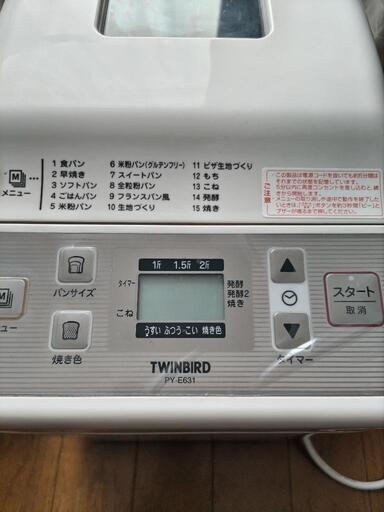 メニュー
1 食パン
2 早焼き
3 ソフトパン
4 ごはんパン
5 米粉パン
6 米粉パン(グルテンフリー)
7 スイートパン
8 全粒粉パン
9 フランスパン風
10 生地づくり
11 ピザ生地づくり
12 もち
13 こね
14 発酵
15 焼き
ご注意
パンサイズ
焼き色
1斤 1.5斤 2斤
タイマー
こね
発酵
発酵2
焼き
うすい ふつう こい 焼き色
TWINBIRD
PY-E631
タイマー
スタート
取消
ュー